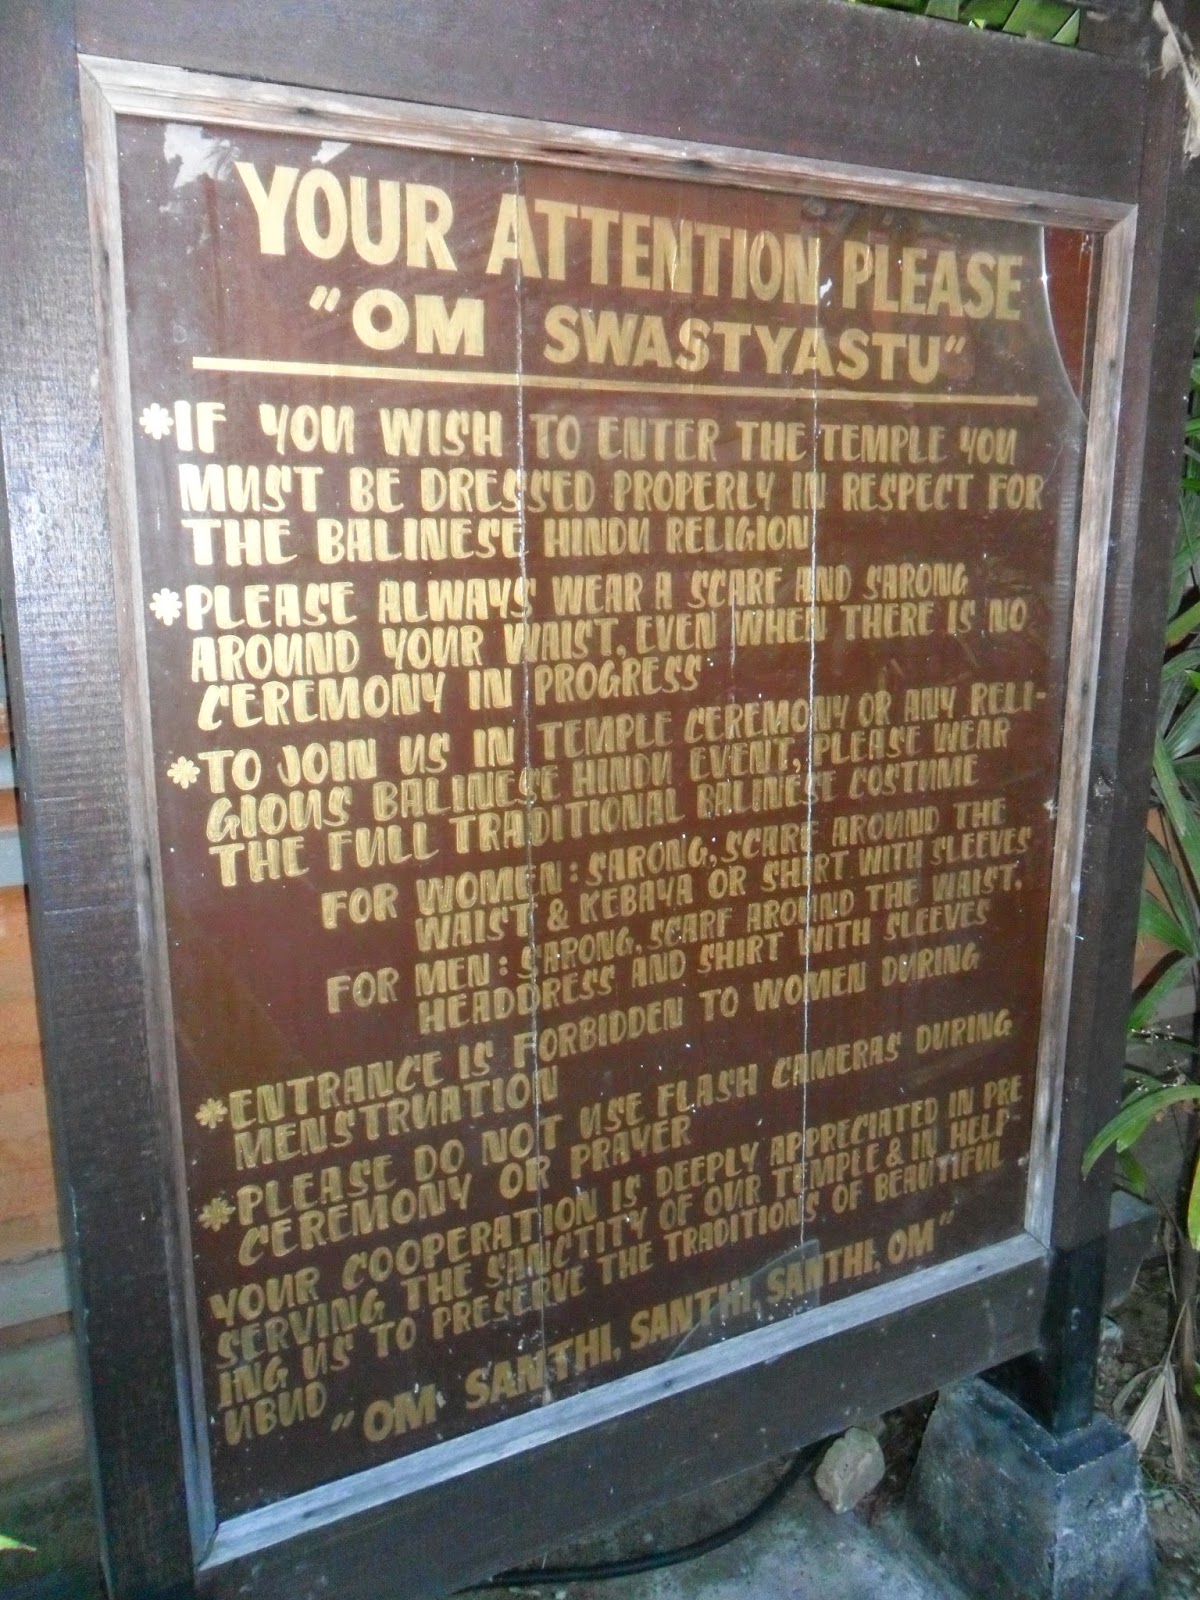 YOUR ATTENTION PLEASE
"OM SWASTYASTU"
*IF YOU WISH TO ENTER THE TEMPLE YOU
MUST BE DRESSED PROPERLY IN RESPECT FOR
THE BALINESE HINDU RELIGION
*PLEASE ALWAYS WEAR A SCARF AND SARONG
AROUND YOUR WAIST, EVEN WHEN THERE IS NO
CEREMONY IN PROGRESS
*TO JOIN US IN TEMPLE CEREMONY OR ANY RELI-
GIOUS BALINESE HINDU EVENT, PLEASE WEAR
THE FULL TRADITIONAL BALINESE COSTUME
FOR WOMEN: SARONG, SCARF AROUND THE
WAIST & KEBAYA OR SHIRT WITH SLEEVES
FOR MEN: SARONG, SCARF AROUND THE WAIST,
HEADDRESS AND SHIRT WITH SLEEVES
*ENTRANCE IS FORBIDDEN TO WOMEN DURING
MENSTRUATION
*PLEASE DO NOT USE FLASH CAMERAS DURING
CEREMONY OR PRAYER
YOUR COOPERATION IS DEEPLY APPRECIATED IN PRE
SERVING THE SANCTITY OF OUR TEMPLE & IN HELP-
ING US TO PRESERVE THE TRADITIONS OF BEAUTIFUL
UBUD
"OM SANTHI, SANTHI, SANTHI, OM"